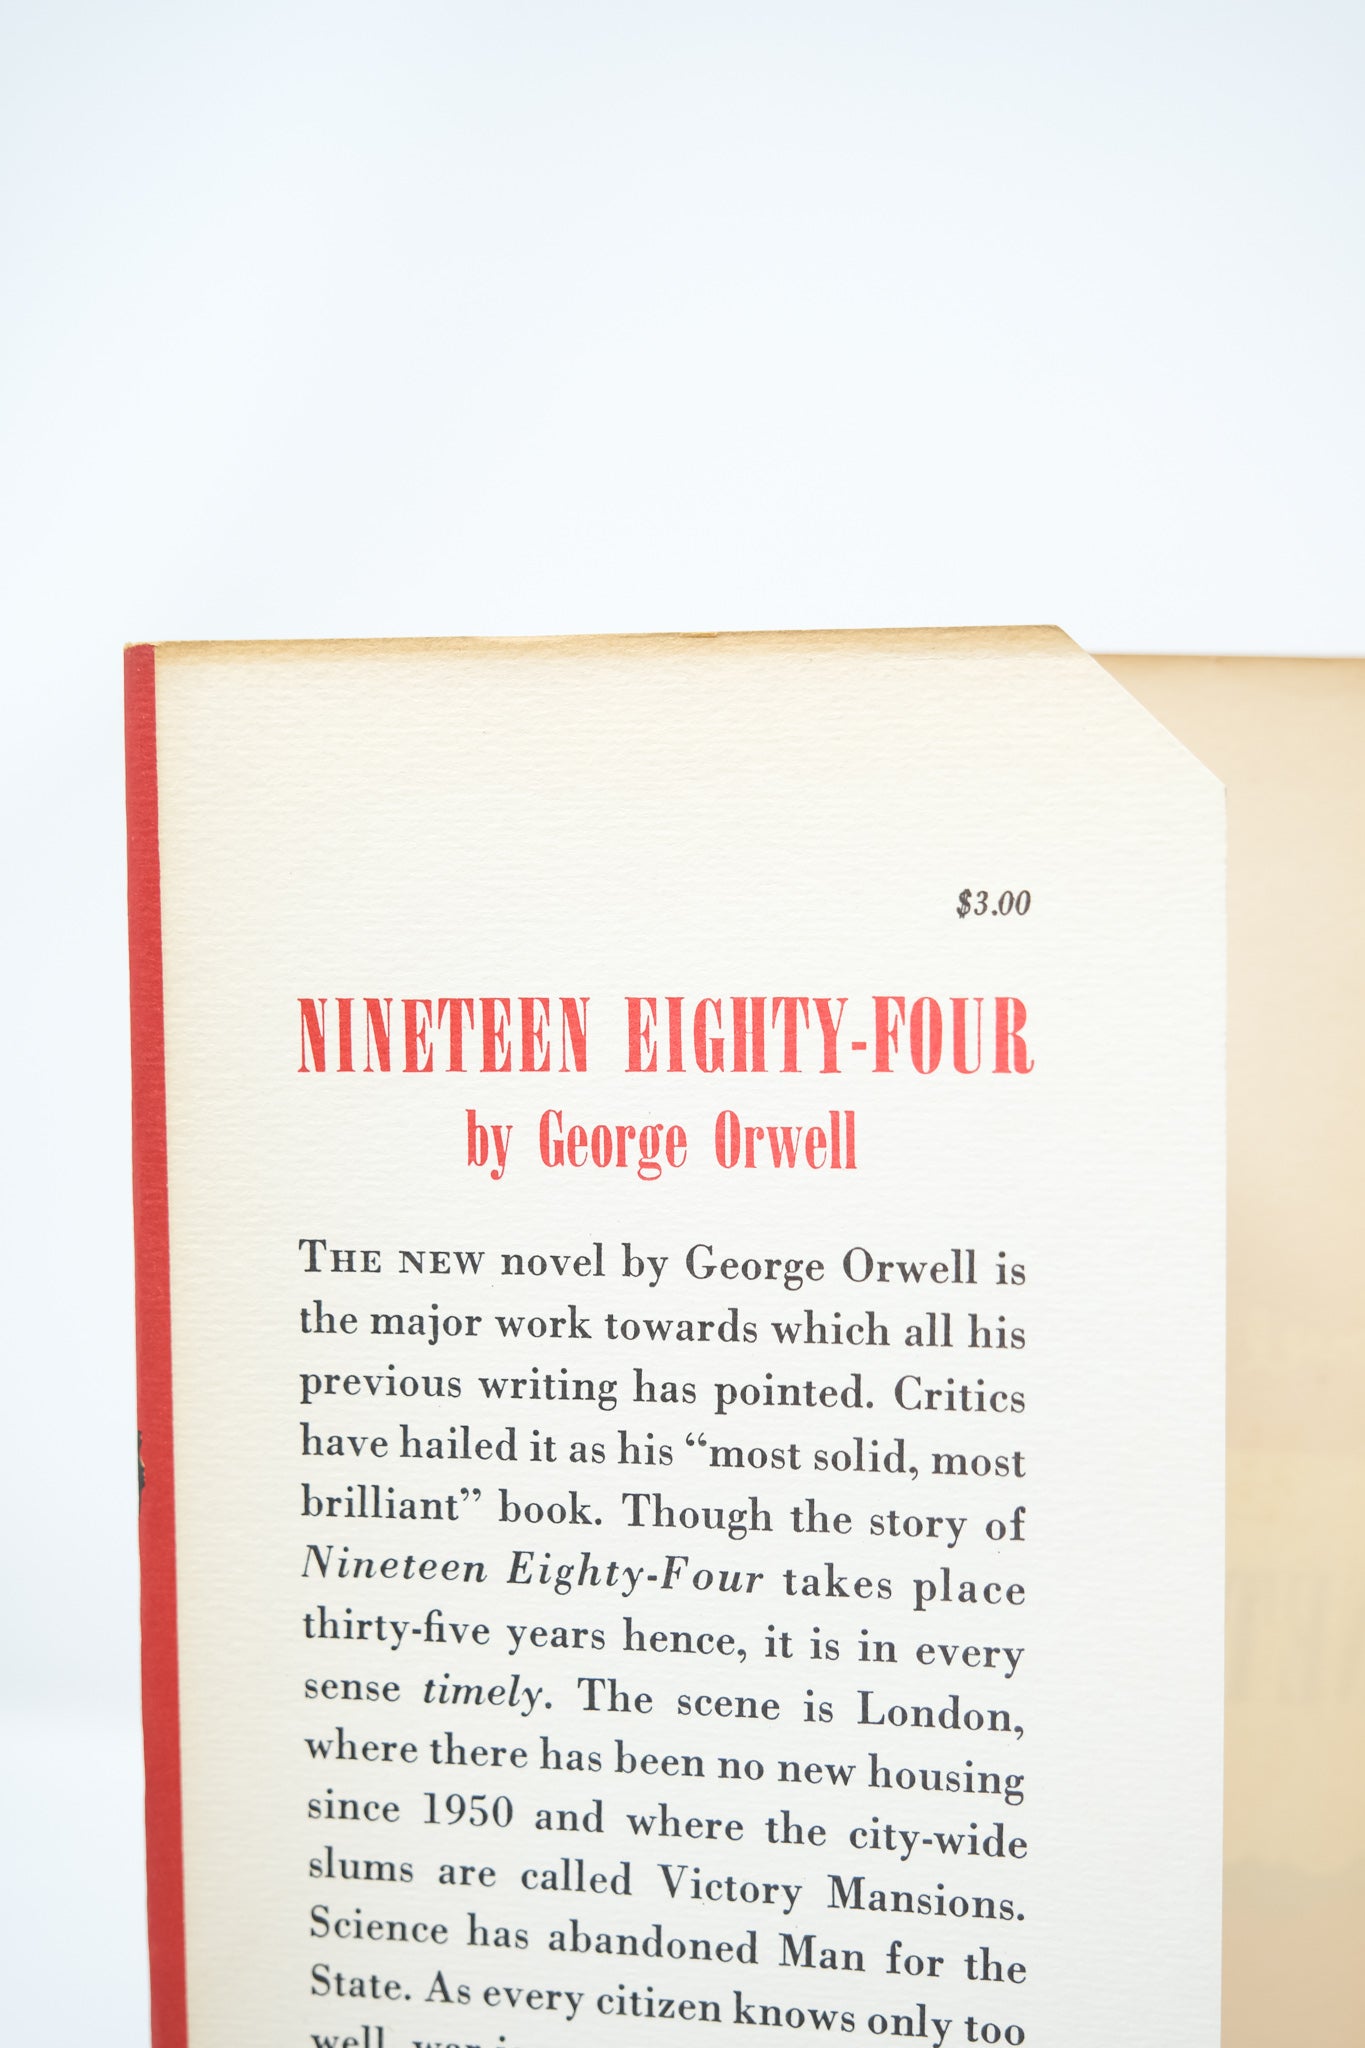 $3.00
NINETEEN EIGHTY-FOUR
by George Orwell
THE NEW novel by George Orwell is
the major work towards which all his
previous writing has pointed. Critics
have hailed it as his “most solid, most
brilliant” book. Though the story of
Nineteen Eighty-Four takes place
thirty-five years hence, it is in every
sense timely. The scene is London,
where there has been no new housing
since 1950 and where the city-wide
slums are called Victory Mansions.
Science has abandoned Man for the
State. As every citizen knows only too
well, war